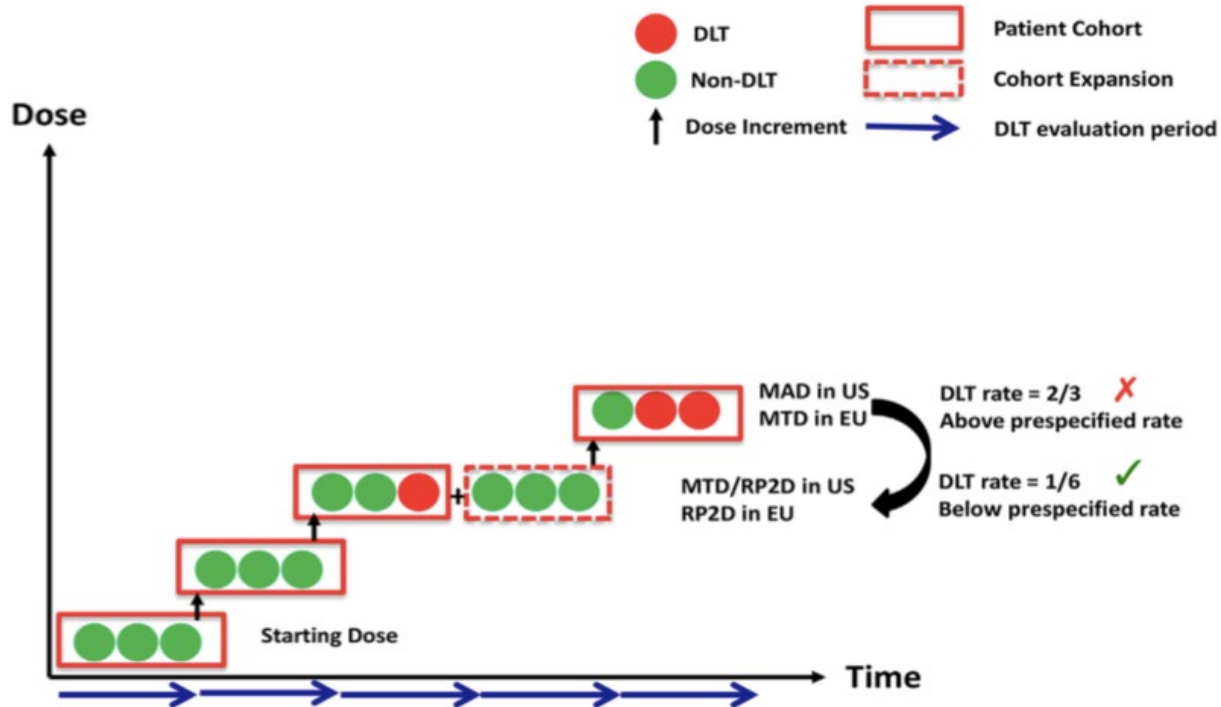 DLT
Patient Cohort
Non-DLT
Cohort Expansion
Dose Increment
DLT evaluation period
Dose
MAD in US
MTD in EU
DLT rate = 2/3 ✗
Above prespecified rate
+
MTD/RP2D in US
RP2D in EU
DLT rate = 1/6 ✓
Below prespecified rate
Starting Dose
Time